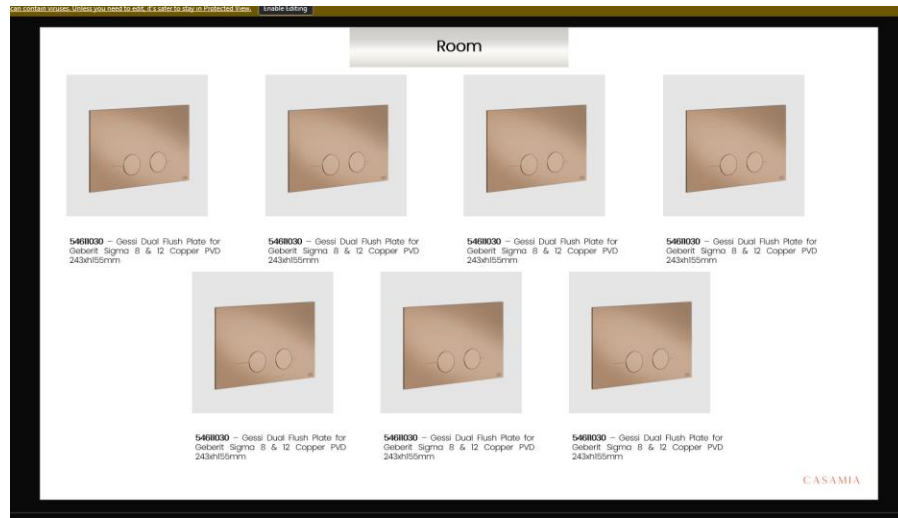 can contain viruses. Unless you need to edit, it's safer to stay in Protected View.
Enable Editing
Room
54611030 – Gessi Dual Flush Plate for
Geberit Sigma 8 & 12 Copper PVD
243xh155mm
54611030 – Gessi Dual Flush Plate for
Geberit Sigma 8 & 12 Copper PVD
243xh155mm
54611030 – Gessi Dual Flush Plate for
Geberit Sigma 8 & 12 Copper PVD
243xh155mm
54611030 – Gessi Dual Flush Plate for
Geberit Sigma 8 & 12 Copper PVD
243xh155mm
54611030 – Gessi Dual Flush Plate for
Geberit Sigma 8 & 12 Copper PVD
243xh155mm
54611030 – Gessi Dual Flush Plate for
Geberit Sigma 8 & 12 Copper PVD
243xh155mm
54611030 – Gessi Dual Flush Plate for
Geberit Sigma 8 & 12 Copper PVD
243xh155mm
CASAMIA